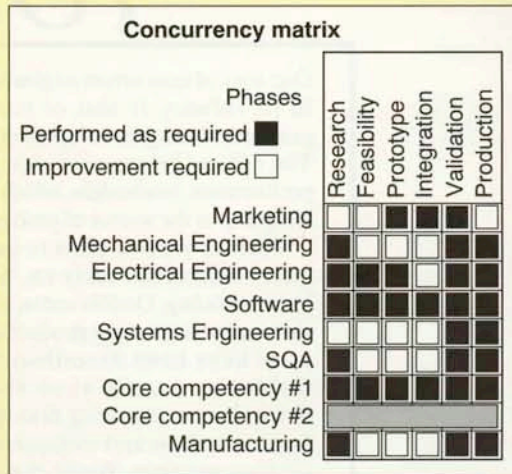 Concurrency matrix
Phases
Performed as required
Improvement required
Research
Feasibility
Prototype
Integration
Validation
Production
Marketing
Mechanical Engineering
Electrical Engineering
Software
Systems Engineering
SQA
Core competency #1
Core competency #2
Manufacturing